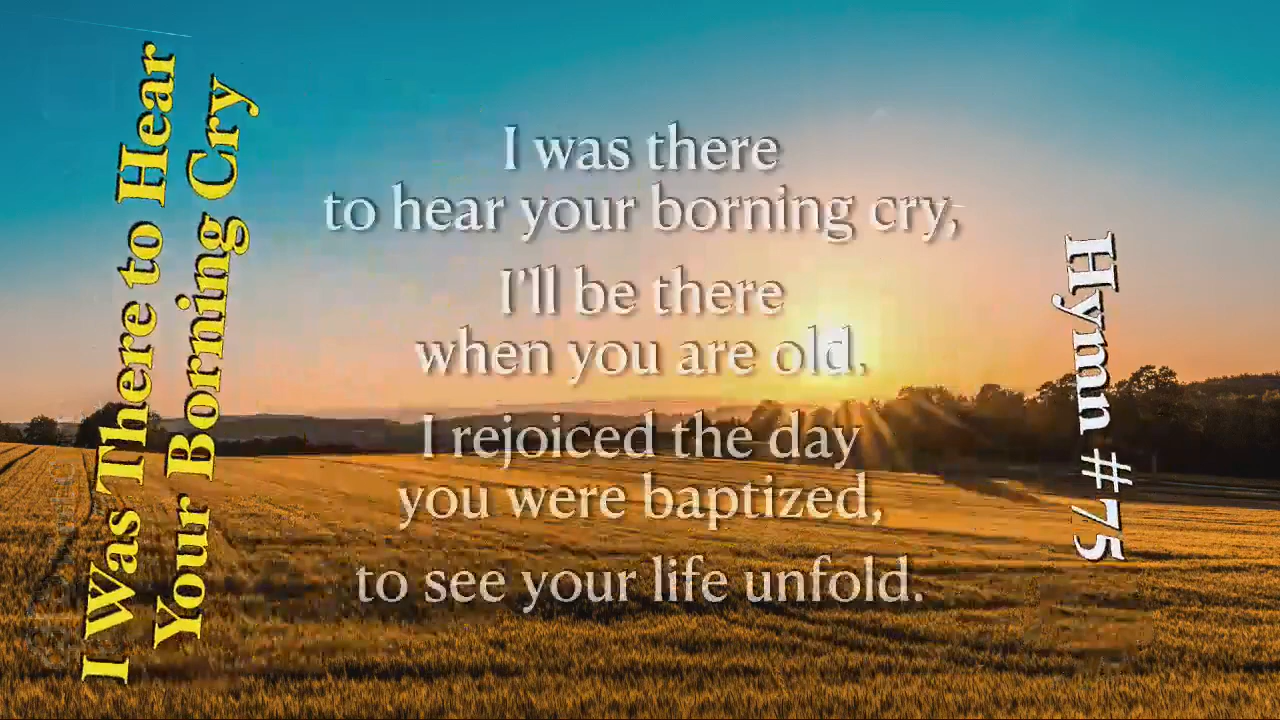 I Was There to Hear
Your Borning Cry
I was there
to hear your borning cry,
I'll be there
when you are old.
I rejoiced the day
you were baptized,
to see your life unfold.
Hymn #75